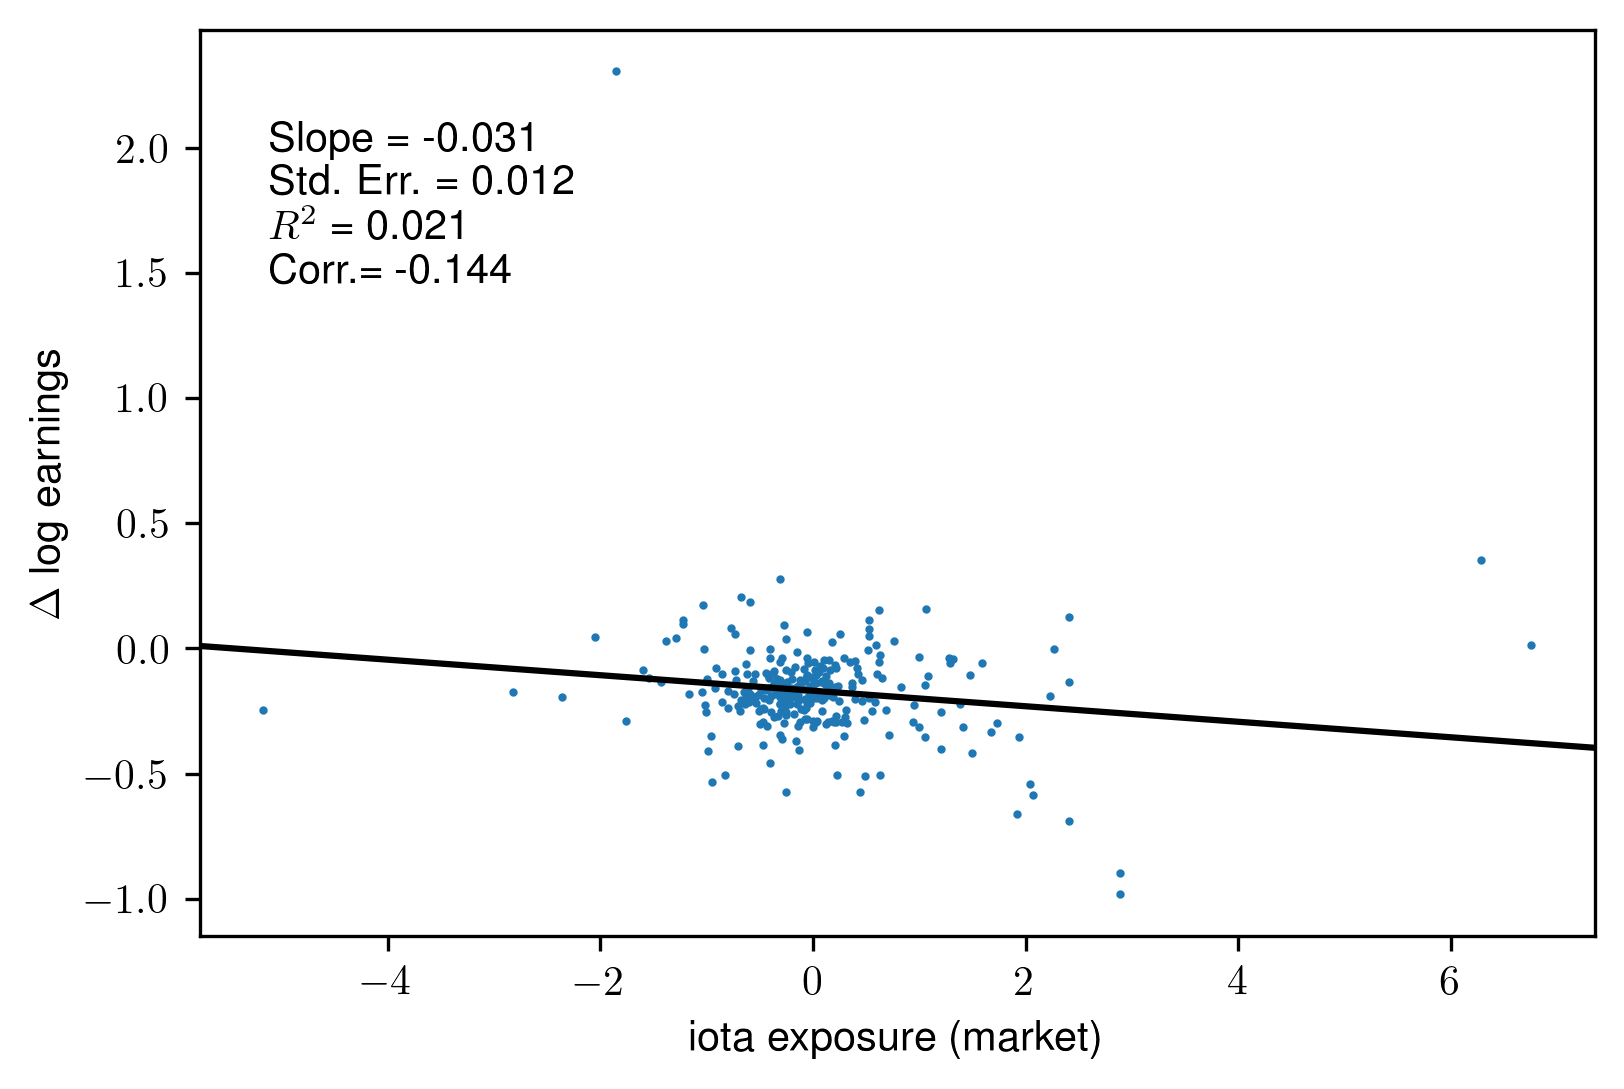 Slope = -0.031
Std. Err. = 0.012
R² = 0.021
Corr.= -0.144
Δ log earnings
2.0
1.5
1.0
0.5
0.0
−0.5
−1.0
−4
−2
0
2
4
6
iota exposure (market)